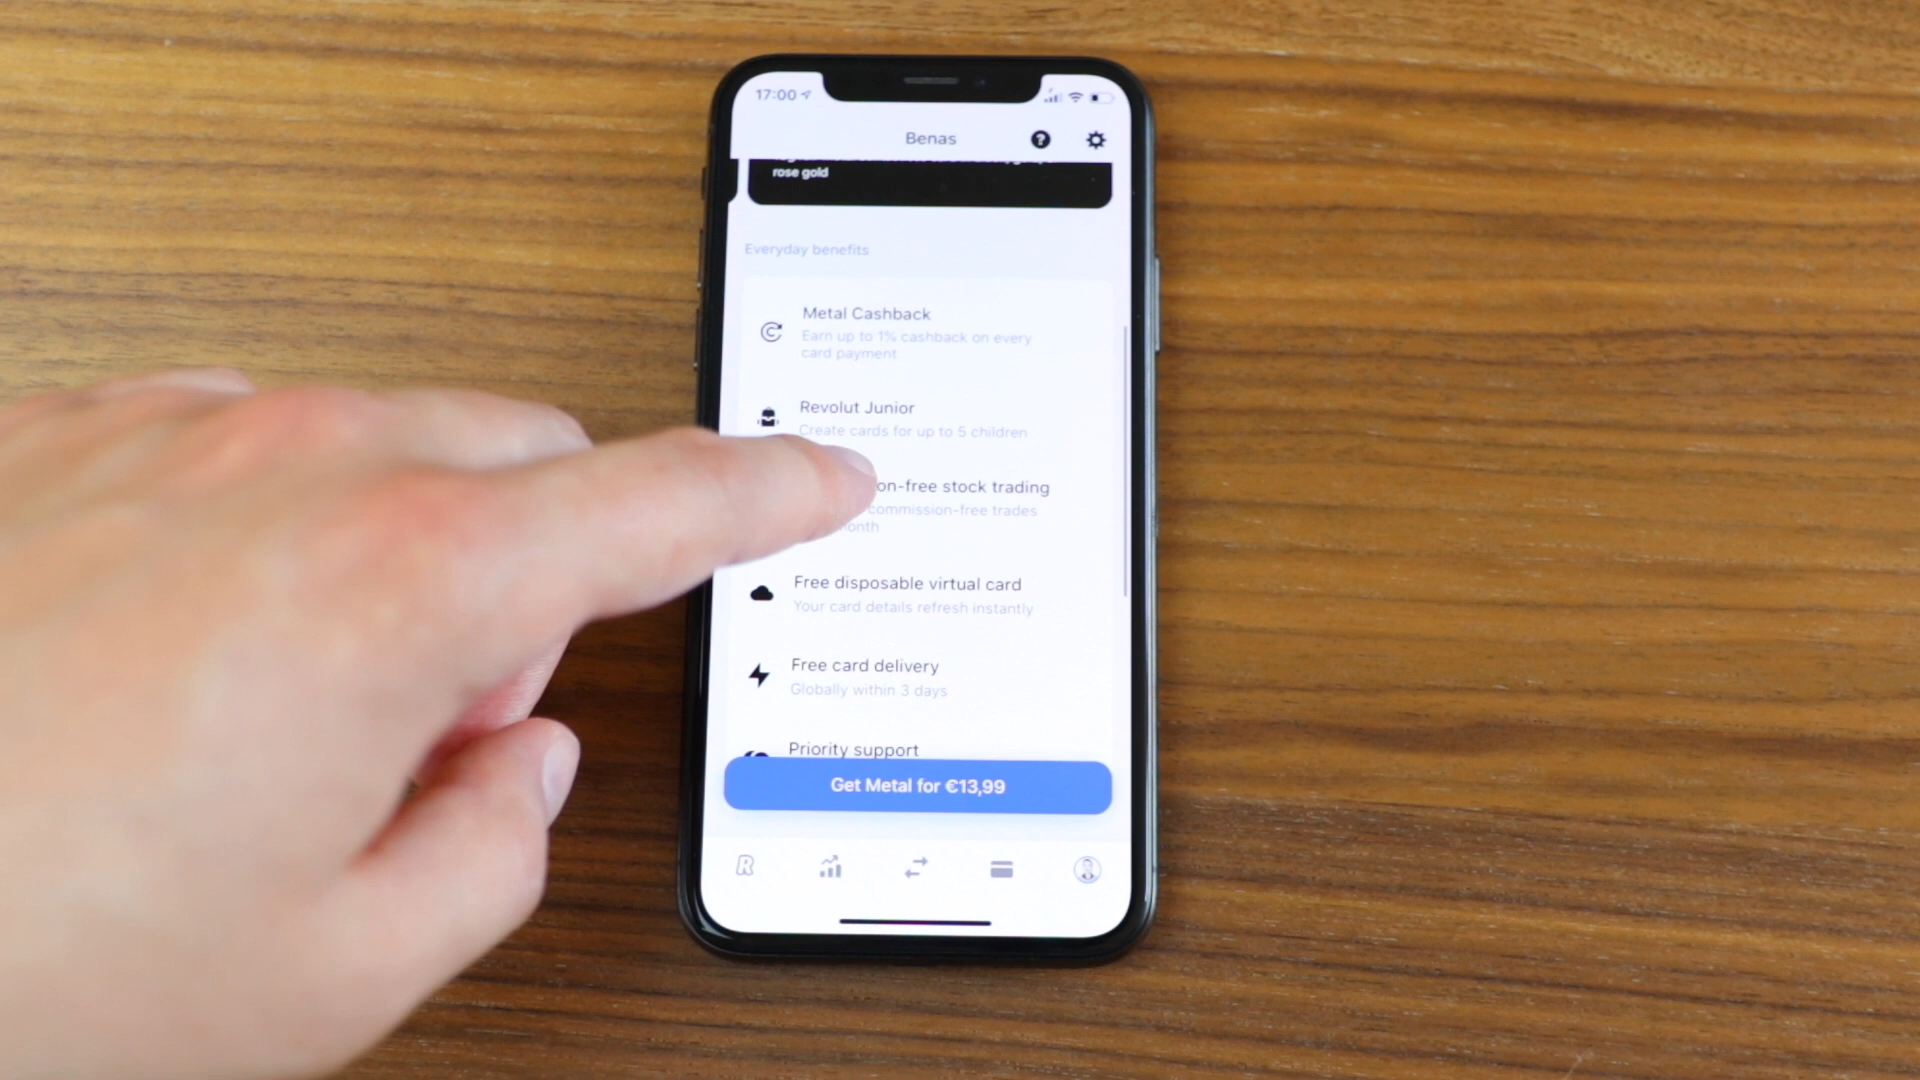 17:00
Benas
rose gold
Everyday benefits
Metal Cashback
Earn up to 1% cashback on every
card payment
Revolut Junior
Create cards for up to 5 children
on-free stock trading
commission-free trades
onth
Free disposable virtual card
Your card details refresh instantly
Free card delivery
Globally within 3 days
Priority support
Get Metal for €13,99
R